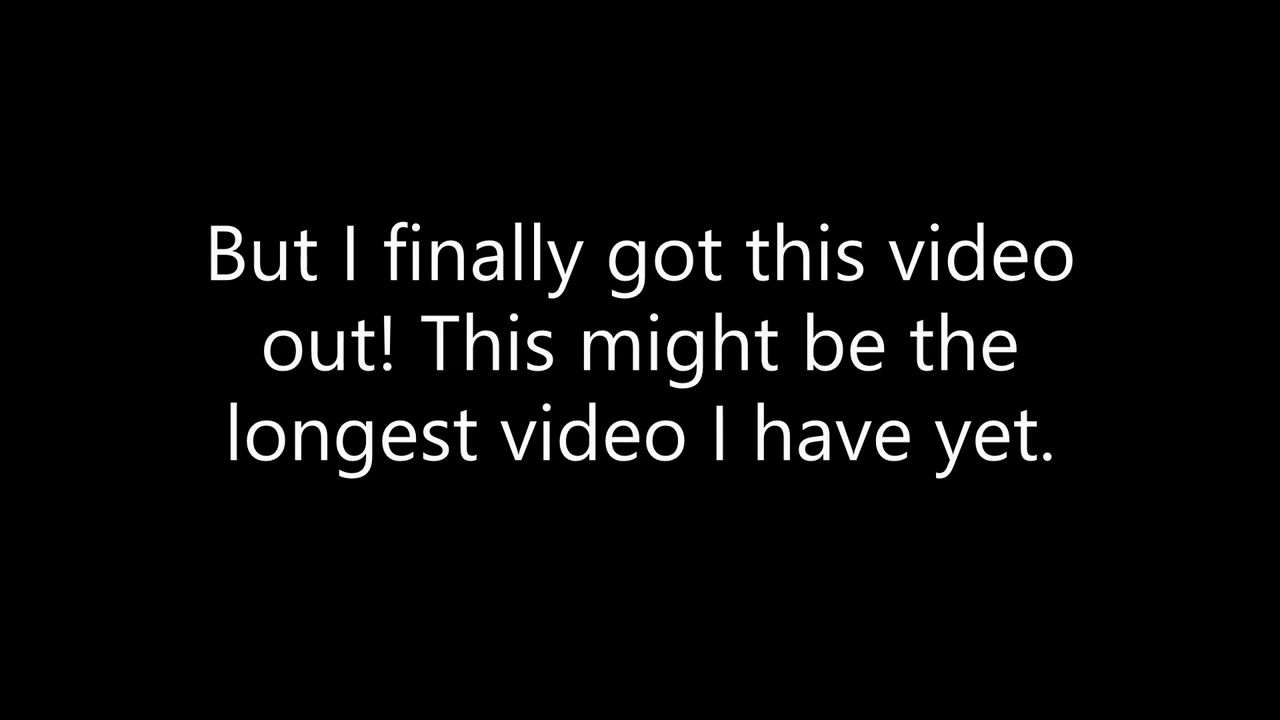 But I finally got this video
out! This might be the
longest video I have yet.